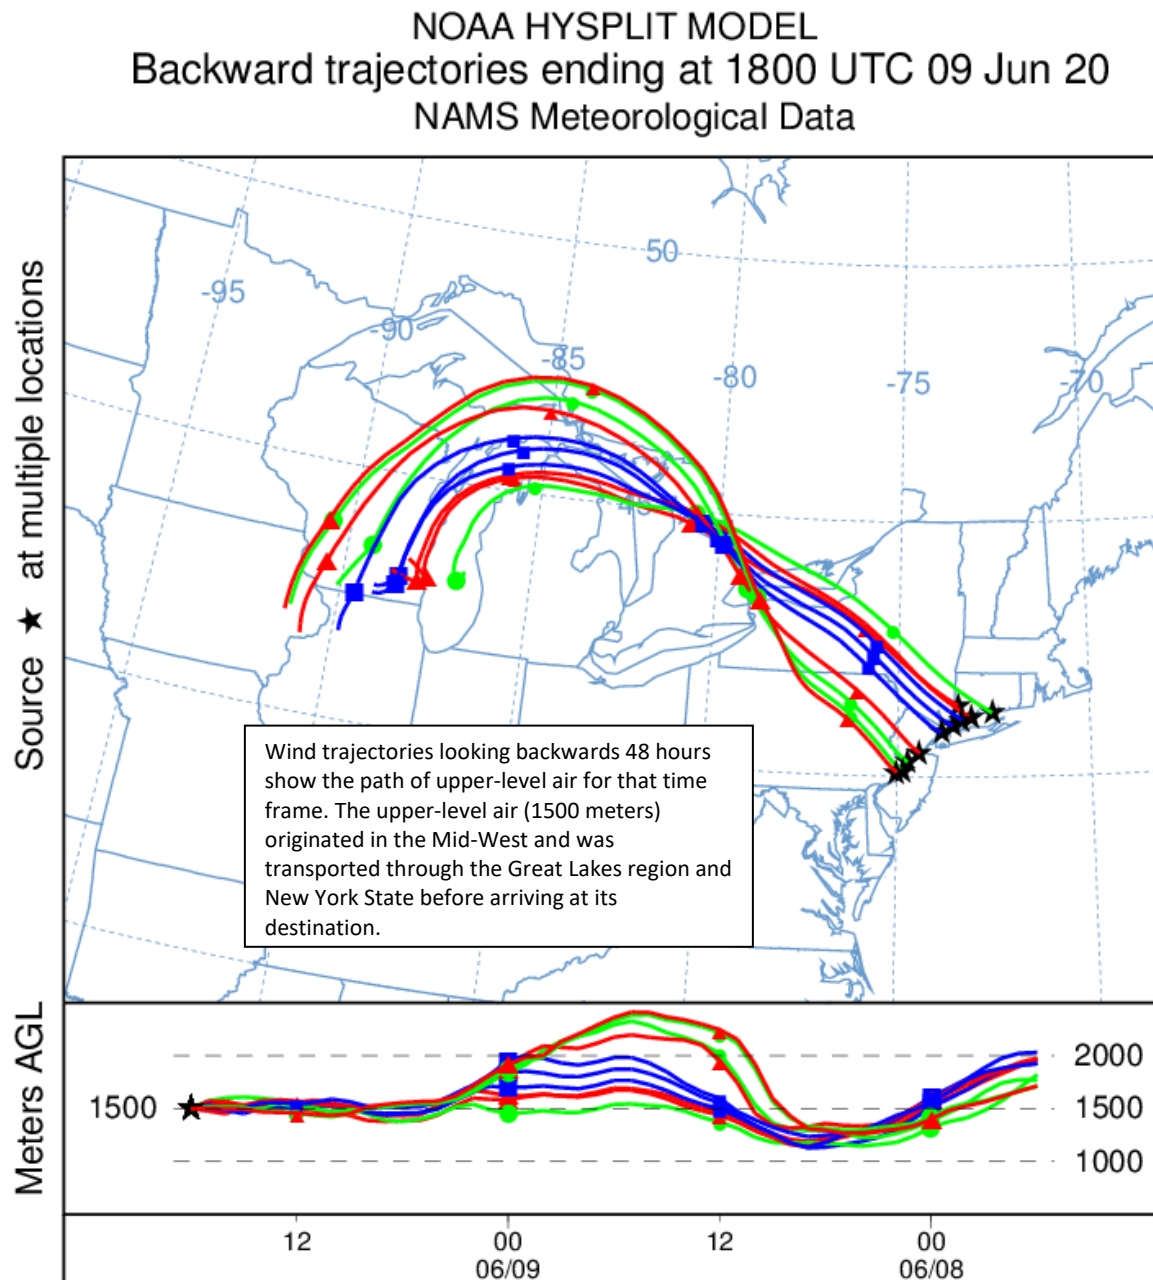 NOAA HYSPLIT MODEL
Backward trajectories ending at 1800 UTC 09 Jun 20
NAMS Meteorological Data
Source ★ at multiple locations
50
-95
-90
-85
-80
-75
-70
45
Wind trajectories looking backwards 48 hours
show the path of upper-level air for that time
frame. The upper-level air (1500 meters)
originated in the Mid-West and was
transported through the Great Lakes region and
New York State before arriving at its
destination.
Meters AGL
1500
2000
1500
1000
12
00
12
00
06/09
06/08